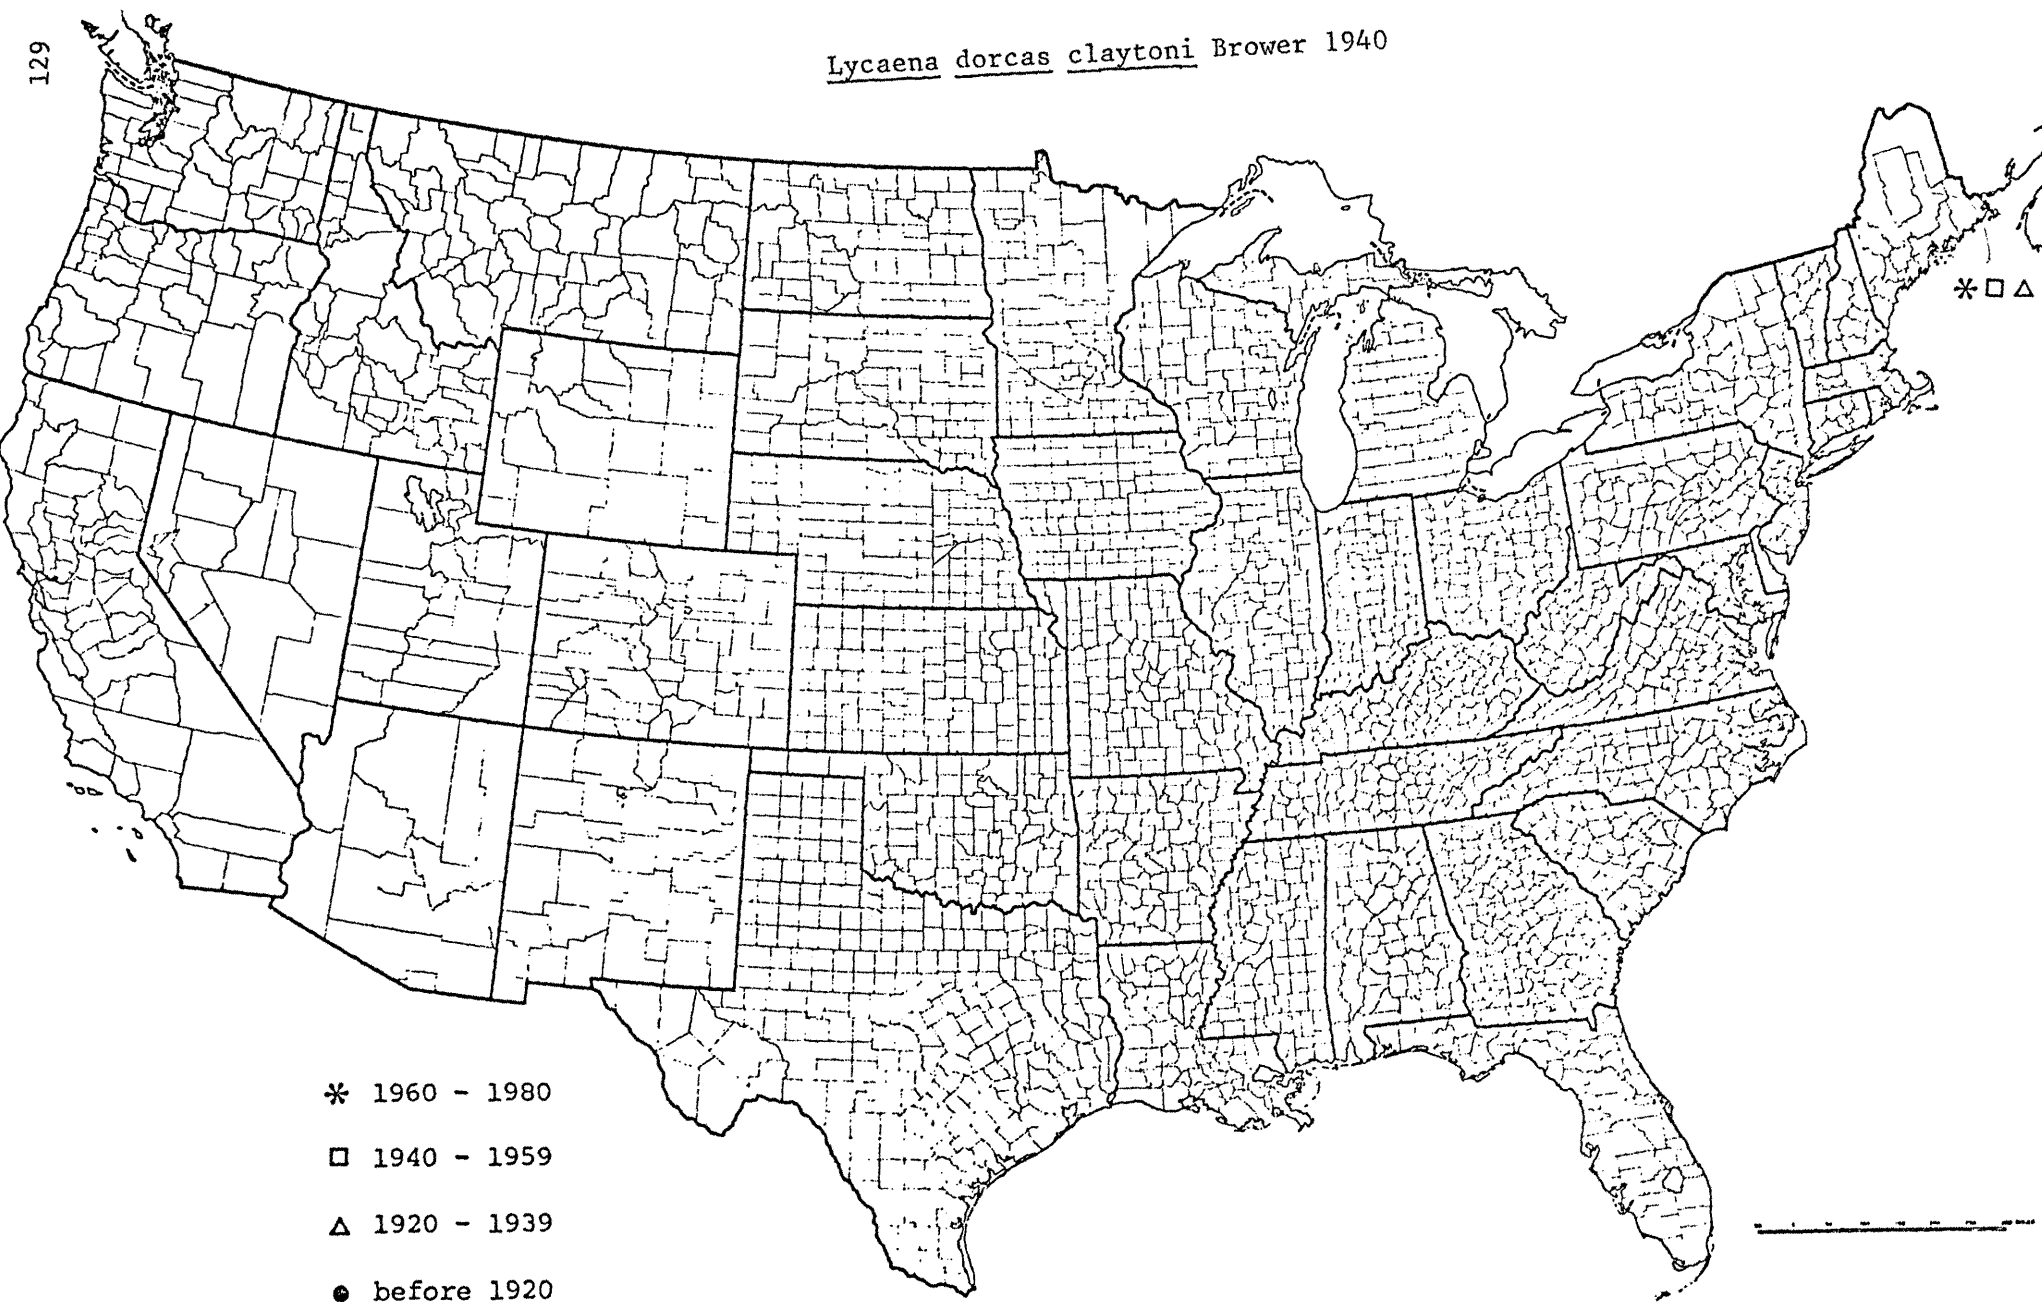 129
Lycaena dorcas claytoni Brower 1940
* □ △
* 1960 - 1980
□ 1940 - 1959
△ 1920 - 1939
● before 1920